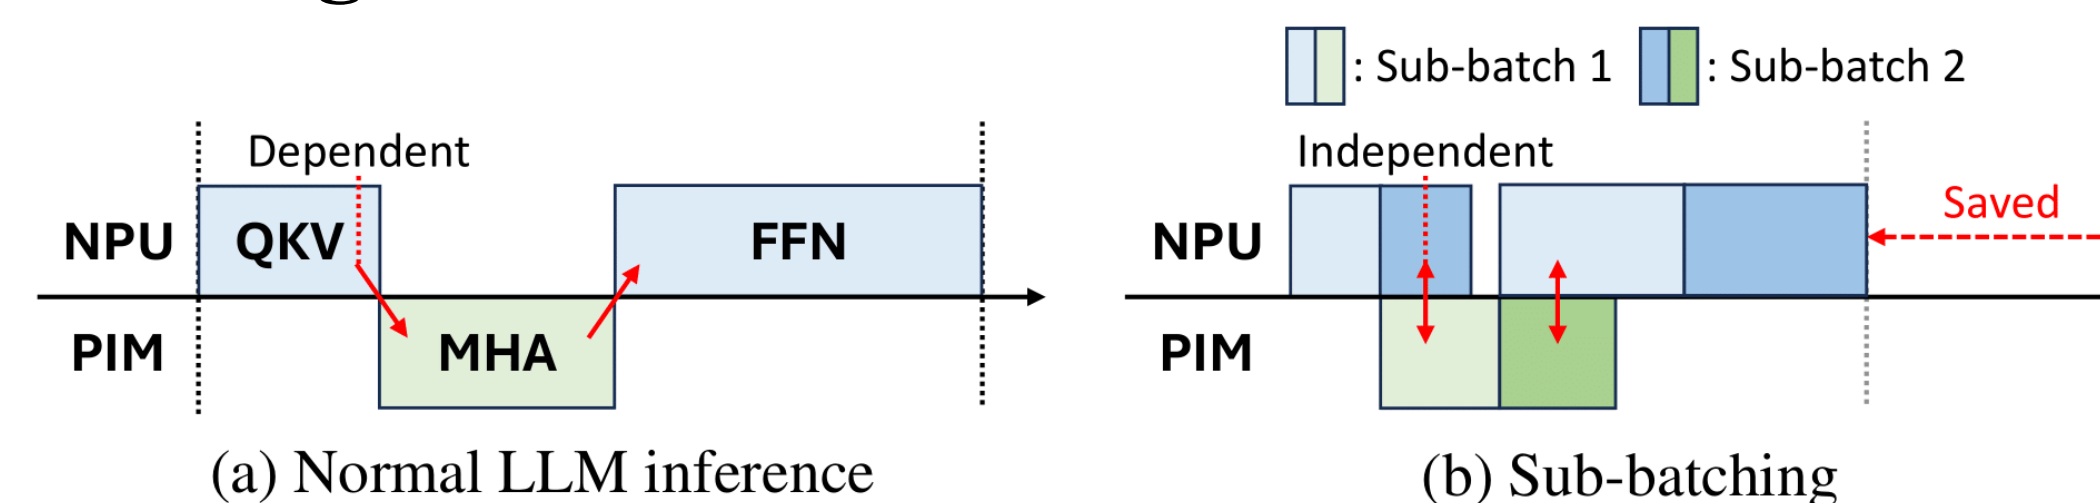 Dependent
NPU
QKV
FFN
PIM
MHA
(a) Normal LLM inference
: Sub-batch 1
: Sub-batch 2
Independent
NPU
Saved
PIM
(b) Sub-batching